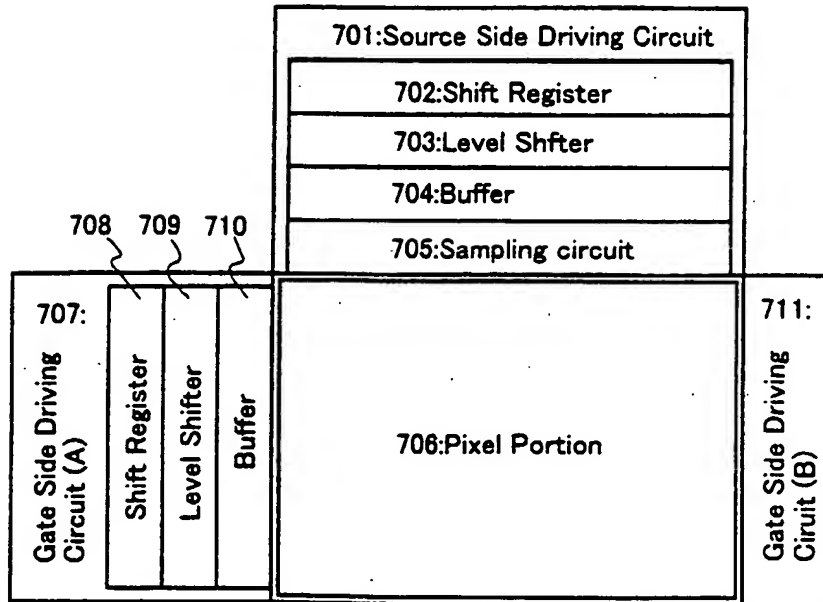 701:Source Side Driving Circuit
702:Shift Register
703:Level Shfter
704:Buffer
705:Sampling circuit
708 709 710
707:
Gate Side Driving
Circuit (A)
Shift Register
Level Shifter
Buffer
706:Pixel Portion
711:
Gate Side Driving
Ciruit (B)